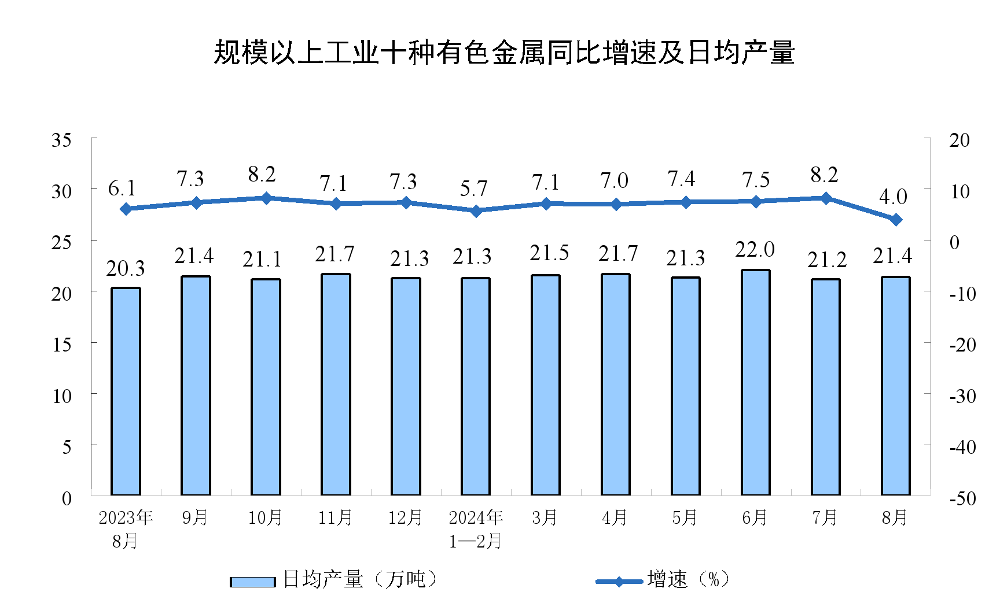 规模以上工业十种有色金属同比增速及日均产量
35
30
25
20
15
10
5
0
20
10
0
-10
-20
-30
-40
-50
6.1
7.3
8.2
7.1
7.3
5.7
7.1
7.0
7.4
7.5
8.2
4.0
20.3
21.4
21.1
21.7
21.3
21.3
21.5
21.7
21.3
22.0
21.2
21.4
2023年
8月
9月
10月
11月
12月
2024年
1—2月
3月
4月
5月
6月
7月
8月
日均产量（万吨）
增速（%）